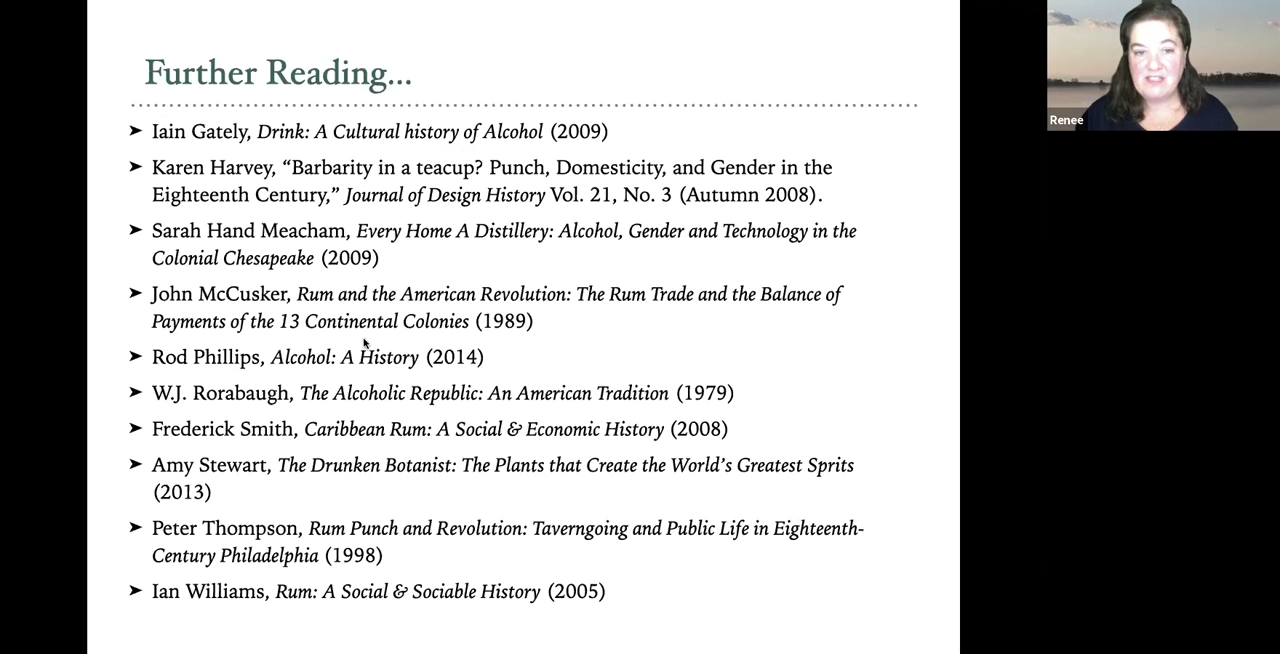 Further Reading...
➤ Iain Gately, Drink: A Cultural history of Alcohol (2009)
➤ Karen Harvey, “Barbarity in a teacup? Punch, Domesticity, and Gender in the
Eighteenth Century,” Journal of Design History Vol. 21, No. 3 (Autumn 2008).
➤ Sarah Hand Meacham, Every Home A Distillery: Alcohol, Gender and Technology in the
Colonial Chesapeake (2009)
➤ John McCusker, Rum and the American Revolution: The Rum Trade and the Balance of
Payments of the 13 Continental Colonies (1989)
➤ Rod Phillips, Alcohol: A History (2014)
➤ W.J. Rorabaugh, The Alcoholic Republic: An American Tradition (1979)
➤ Frederick Smith, Caribbean Rum: A Social & Economic History (2008)
➤ Amy Stewart, The Drunken Botanist: The Plants that Create the World’s Greatest Sprits
(2013)
➤ Peter Thompson, Rum Punch and Revolution: Taverngoing and Public Life in Eighteenth-
Century Philadelphia (1998)
➤ Ian Williams, Rum: A Social & Sociable History (2005)
Renee